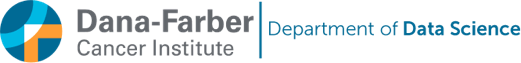 Dana-Farber
Cancer Institute
Department of Data Science